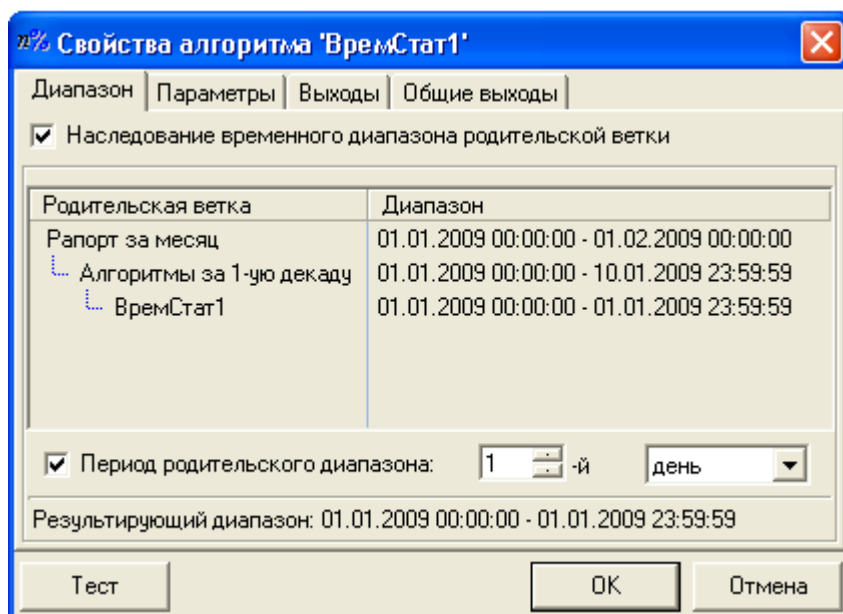 n% Свойства алгоритма 'ВремСтат1'
Диапазон Параметры Выходы Общие выходы
Наследование временного диапазона родительской ветки
Родительская ветка Диапазон
Рапорт за месяц 01.01.2009 00:00:00 - 01.02.2009 00:00:00
Алгоритмы за 1-ую декаду 01.01.2009 00:00:00 - 10.01.2009 23:59:59
ВремСтат1 01.01.2009 00:00:00 - 01.01.2009 23:59:59
Период родительского диапазона: 1 -й день
Результирующий диапазон: 01.01.2009 00:00:00 - 01.01.2009 23:59:59
Тест OK Отмена